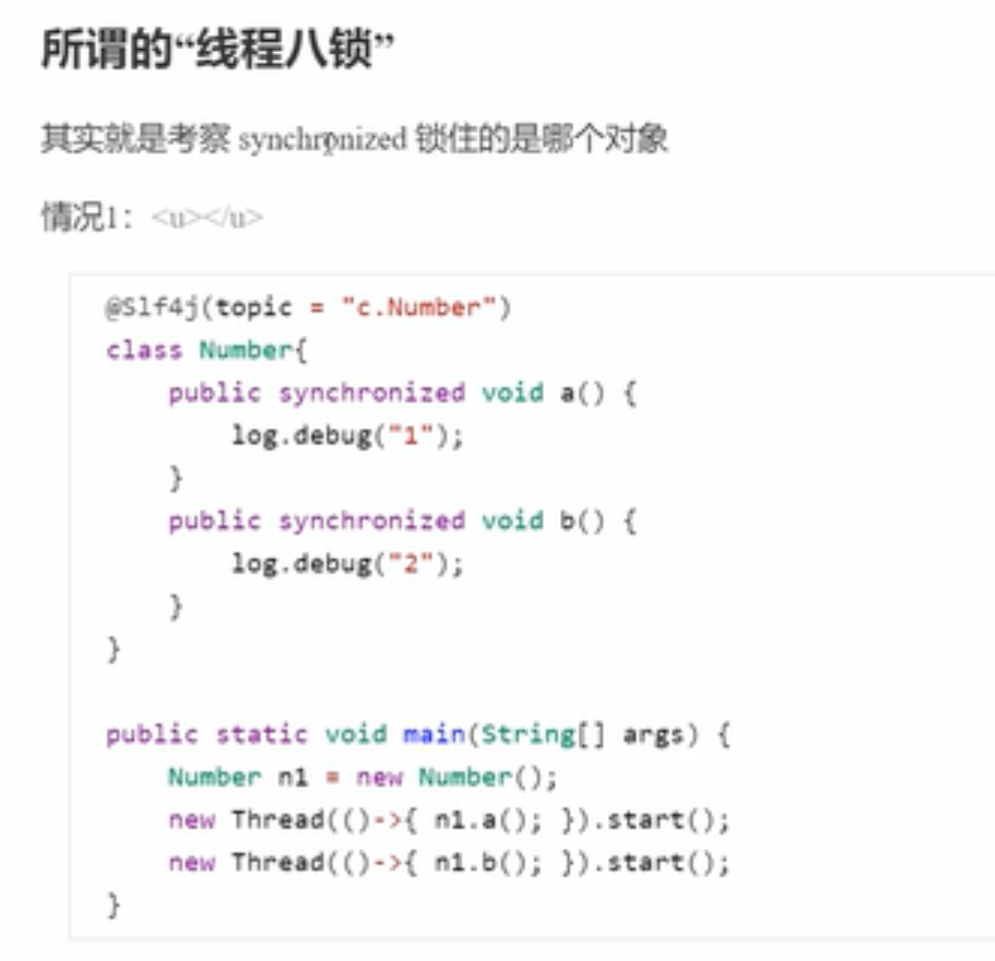 所谓的“线程八锁”
其实就是考察 synchronized 锁住的是哪个对象
情况1：<u></u>
@Slf4j(topic = "c.Number")
class Number{
    public synchronized void a() {
        log.debug("1");
    }
    public synchronized void b() {
        log.debug("2");
    }
}
public static void main(String[] args) {
    Number n1 = new Number();
    new Thread(()->{ n1.a(); }).start();
    new Thread(()->{ n1.b(); }).start();
}